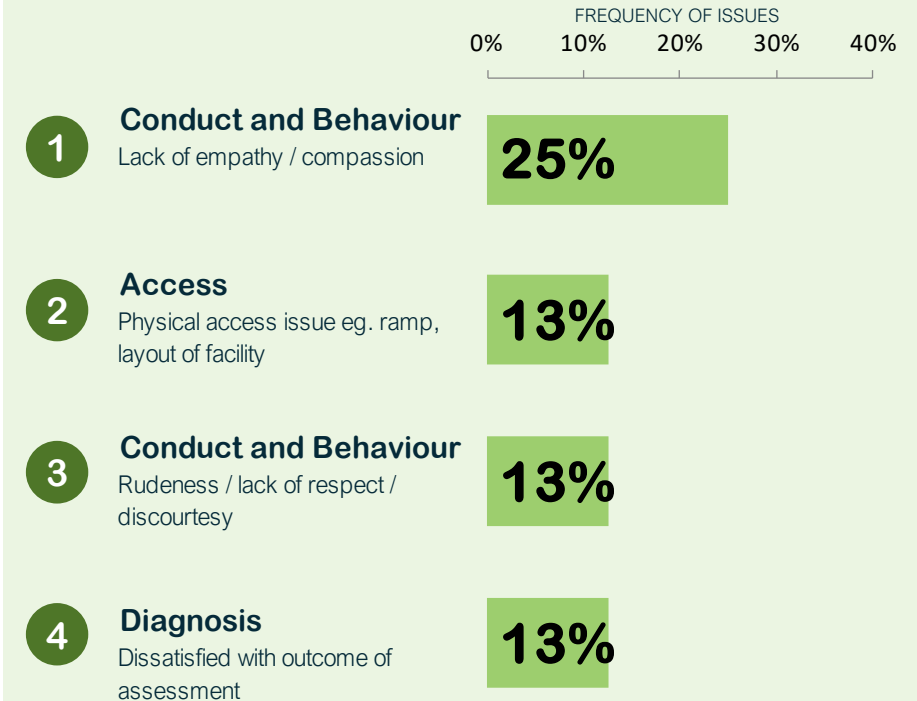 FREQUENCY OF ISSUES
0% 10% 20% 30% 40%
1
Conduct and Behaviour
Lack of empathy / compassion
25%
2
Access
Physical access issue eg. ramp,
layout of facility
13%
3
Conduct and Behaviour
Rudeness / lack of respect /
discourtesy
13%
4
Diagnosis
Dissatisfied with outcome of
assessment
13%